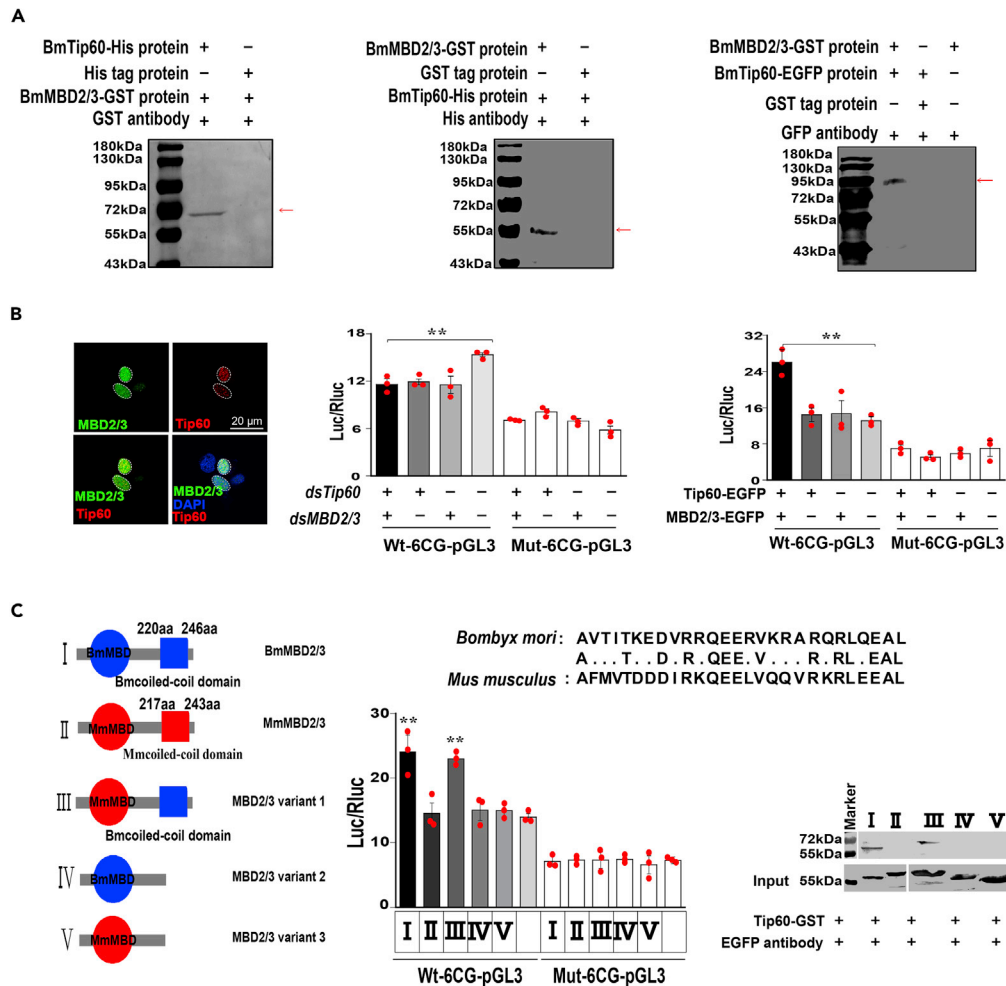 A
BmTip60-His protein + −
His tag protein − +
BmMBD2/3-GST protein + +
GST antibody + +
180kDa
130kDa
95kDa
72kDa
55kDa
43kDa
BmMBD2/3-GST protein + −
GST tag protein − +
BmTip60-His protein + +
His antibody + +
180kDa
130kDa
95kDa
72kDa
55kDa
43kDa
BmMBD2/3-GST protein + − +
BmTip60-EGFP protein + + −
GST tag protein − + −
GFP antibody + + +
180kDa
130kDa
95kDa
72kDa
55kDa
43kDa
B
MBD2/3
Tip60
20 µm
MBD2/3
Tip60
MBD2/3
DAPI
Tip60
Luc/Rluc
18
12
6
0
**
dsTip60 + + − − + + − −
dsMBD2/3 + − + − + − + −
Wt-6CG-pGL3 Mut-6CG-pGL3
Luc/Rluc
32
24
16
8
0
**
Tip60-EGFP + + − − + + − −
MBD2/3-EGFP + − + − + − + −
Wt-6CG-pGL3 Mut-6CG-pGL3
C
220aa 246aa
I BmMBD BmMBD2/3
Bmcoiled-coil domain
217aa 243aa
II MmMBD MmMBD2/3
Mmcoiled-coil domain
III MmMBD MBD2/3 variant 1
Bmcoiled-coil domain
IV BmMBD MBD2/3 variant 2
V MmMBD MBD2/3 variant 3
Bombyx mori: AVTITKEDVRRQEERVKRARQRLQEAL
A...T..D.R.QEE.V...R.RL.EAL
Mus musculus : AFMVTDDDIRKQEELVQQVRKRLEEAL
Luc/Rluc
30
20
10
0
** **
I II III IV V I II III IV V
Wt-6CG-pGL3 Mut-6CG-pGL3
Marker I II III IV V
72kDa
55kDa
Input 55kDa
Tip60-GST + + + + +
EGFP antibody + + + + +